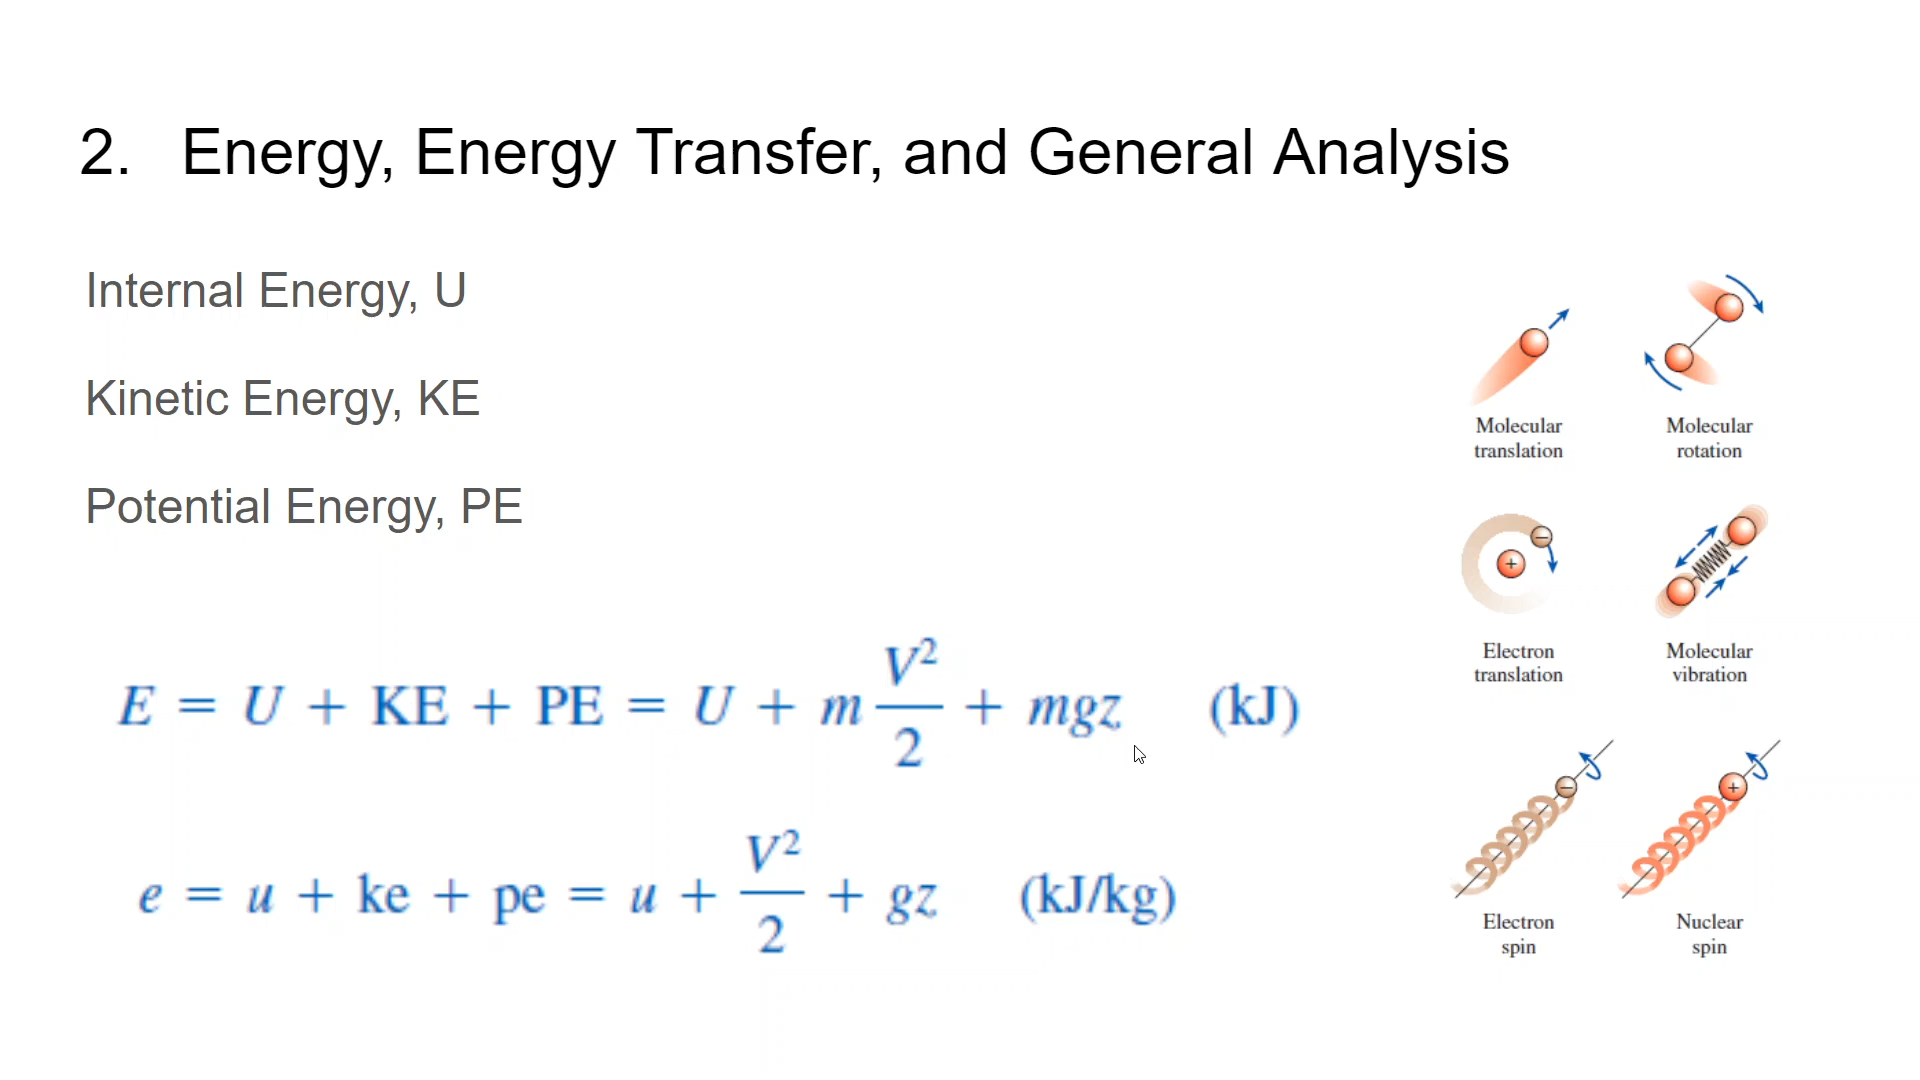 2. Energy, Energy Transfer, and General Analysis
Internal Energy, U
Kinetic Energy, KE
Potential Energy, PE
E = U + KE + PE = U + m V²/2 + mgz (kJ)
e = u + ke + pe = u + V²/2 + gz (kJ/kg)
Molecular
translation
Molecular
rotation
− +
Electron
translation
Molecular
vibration
−
Electron
spin
+
Nuclear
spin